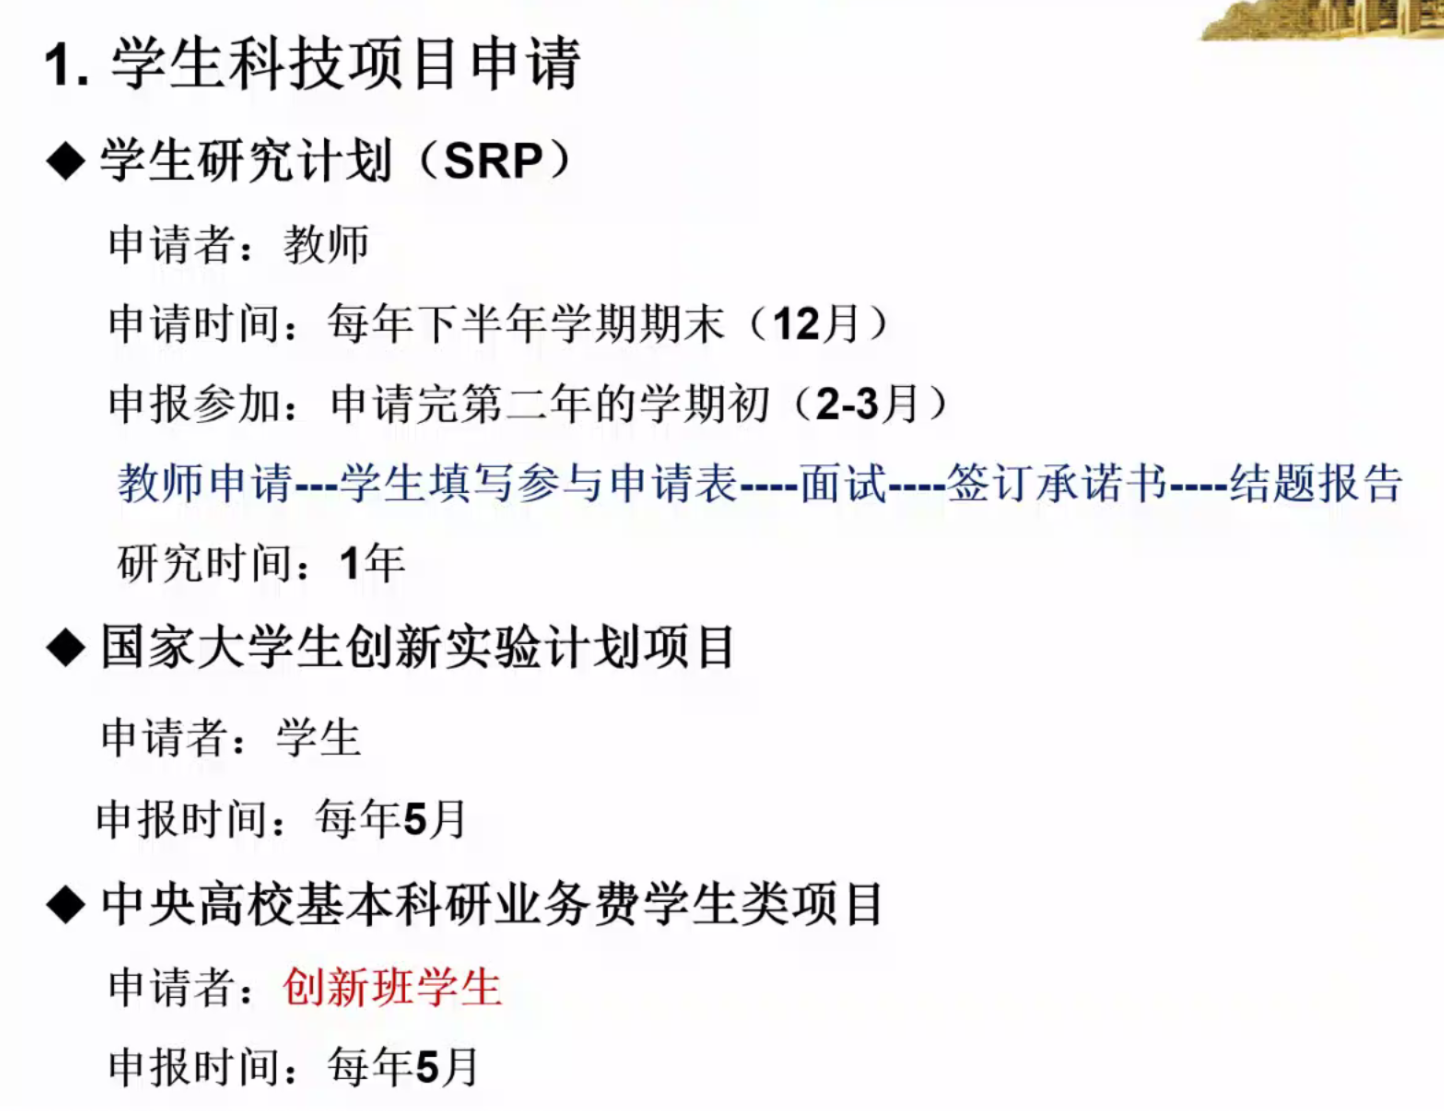 1. 学生科技项目申请
◆ 学生研究计划（SRP）
申请者：教师
申请时间：每年下半年学期期末（12月）
申报参加：申请完第二年的学期初（2-3月）
教师申请---学生填写参与申请表----面试----签订承诺书----结题报告
研究时间：1年
◆ 国家大学生创新实验计划项目
申请者：学生
申报时间：每年5月
◆ 中央高校基本科研业务费学生类项目
申请者：创新班学生
申报时间：每年5月